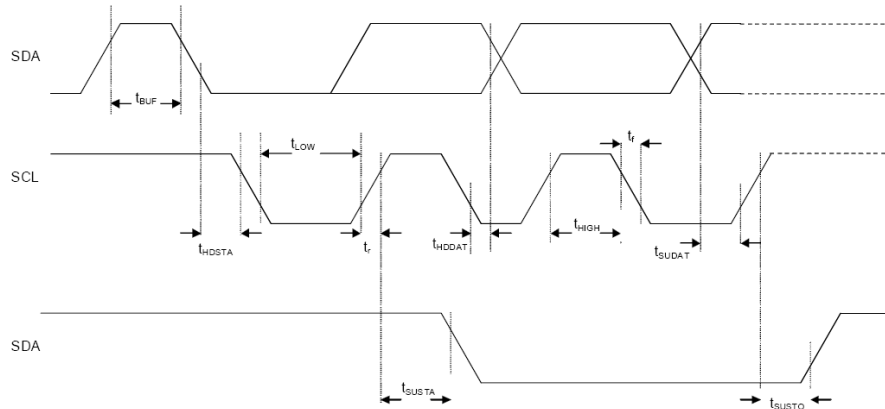 SDA
tBUF
tLOW
tf
SCL
tHDSTA
tr
tHDDAT
tHIGH
tSUDAT
SDA
tSUSTA
tSUSTO